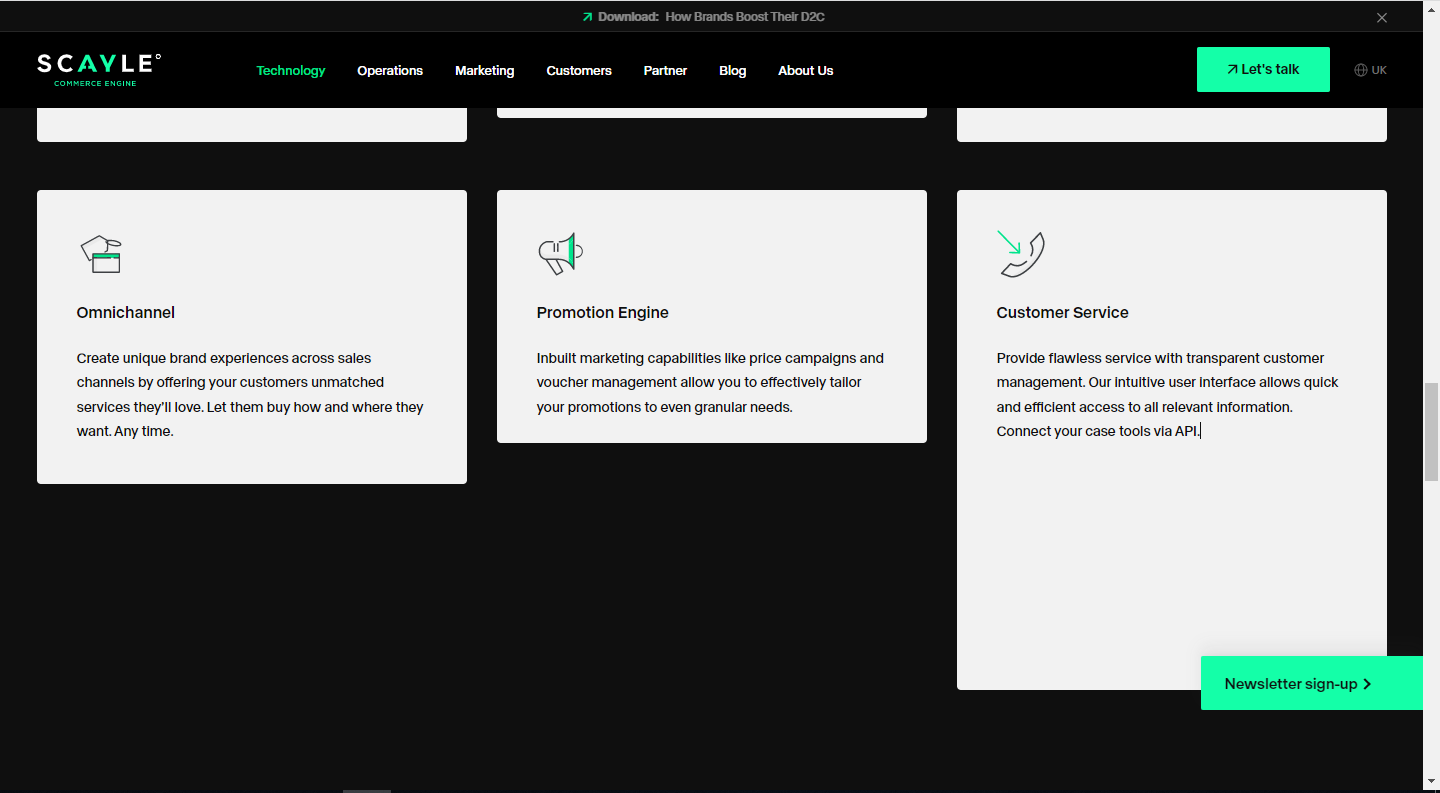 Download: How Brands Boost Their D2C
SCAYLE
COMMERCE ENGINE
Technology
Operations
Marketing
Customers
Partner
Blog
About Us
Let's talk
UK
Omnichannel
Create unique brand experiences across sales
channels by offering your customers unmatched
services they'll love. Let them buy how and where they
want. Any time.
Promotion Engine
Inbuilt marketing capabilities like price campaigns and
voucher management allow you to effectively tailor
your promotions to even granular needs.
Customer Service
Provide flawless service with transparent customer
management. Our intuitive user interface allows quick
and efficient access to all relevant information.
Connect your case tools via API.
Newsletter sign-up